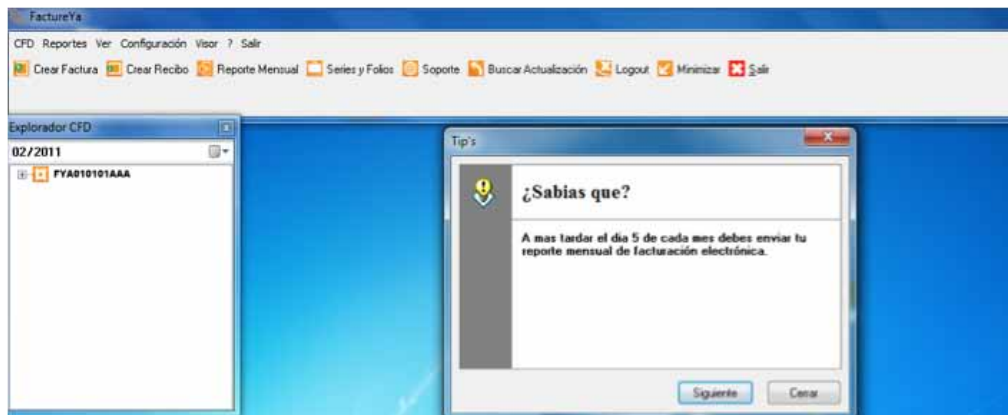 FactureYa
CFD Reportes Ver Configuración Visor ? Salir
Crear Factura Crear Recibo Reporte Mensual Series y Folios Soporte Buscar Actualización Logout Minimizar Salir
Explorador CFD
02/2011
FYA010101AAA
Tip's
¿Sabias que?
A mas tardar el dia 5 de cada mes debes enviar tu
reporte mensual de facturación electrónica.
Siguiente Cerrar